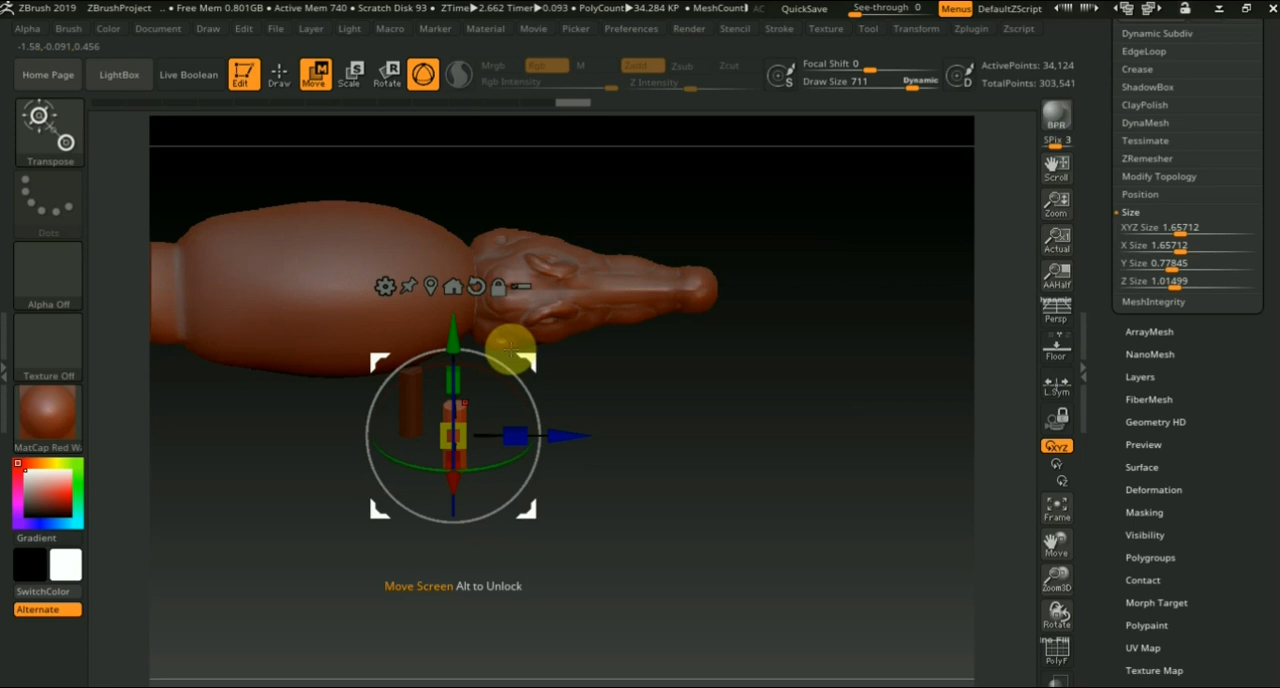 ZBrush 2019 ZBrushProject .. • Free Mem 0.801GB • Active Mem 740 • Scratch Disk 93 • ZTime▶2.662 Timer▶0.093 • PolyCount▶34.284 KP • MeshCount▶1 AC QuickSave See-through 0 Menus DefaultZScript
Alpha Brush Color Document Draw Edit File Layer Light Macro Marker Material Movie Picker Preferences Render Stencil Stroke Texture Tool Transform Zplugin Zscript
-1.58,-0.091,0.456
Home Page LightBox Live Boolean Edit Draw Move Scale Rotate Mrgb Rgb M Zadd Zsub Zcut Focal Shift 0 ActivePoints: 34,124
Rgb Intensity Z Intensity Draw Size 711 Dynamic TotalPoints: 303,541
Transpose
Dots
Alpha Off
Texture Off
MatCap Red W
Gradient
SwitchColor
Alternate
Move Screen Alt to Unlock
BPR
SPix 3
Scroll
Zoom
Actual
AAHalf
Dynamic
Persp
Floor
L.Sym
XYZ
Frame
Move
Zoom3D
Rotate
PolyF
Dynamic Subdiv
EdgeLoop
Crease
ShadowBox
ClayPolish
DynaMesh
Tessimate
ZRemesher
Modify Topology
Position
Size
XYZ Size 1.65712
X Size 1.65712
Y Size 0.77845
Z Size 1.01499
MeshIntegrity
ArrayMesh
NanoMesh
Layers
FiberMesh
Geometry HD
Preview
Surface
Deformation
Masking
Visibility
Polygroups
Contact
Morph Target
Polypaint
UV Map
Texture Map